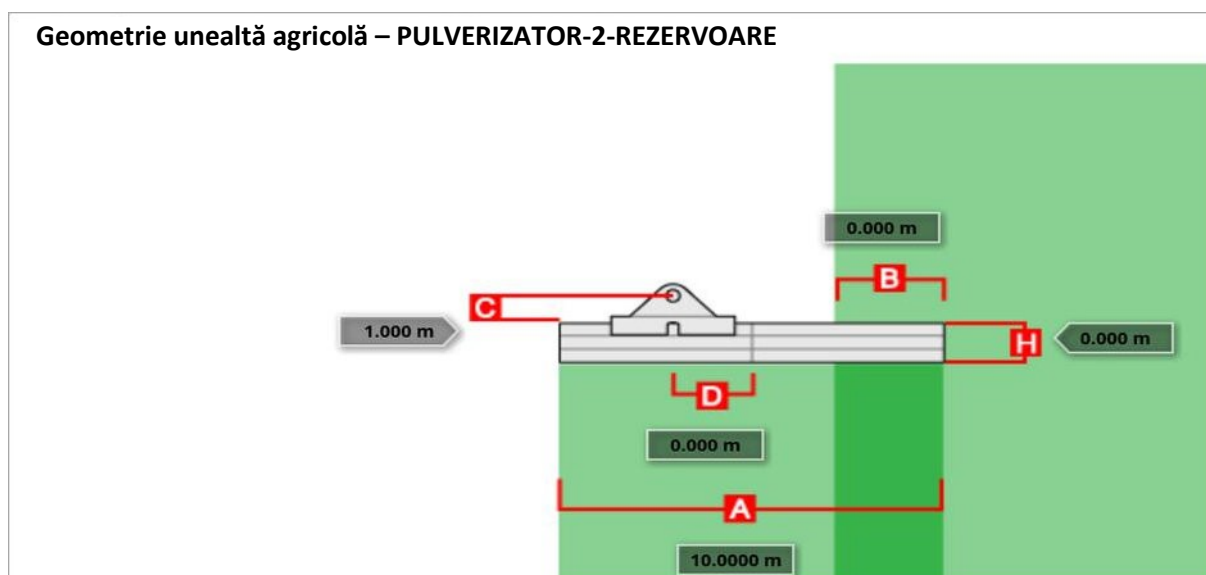 Geometrie unealtă agricolă – PULVERIZATOR-2-REZERVOARE
0.000 m
B
C
1.000 m
H
0.000 m
D
0.000 m
A
10.0000 m